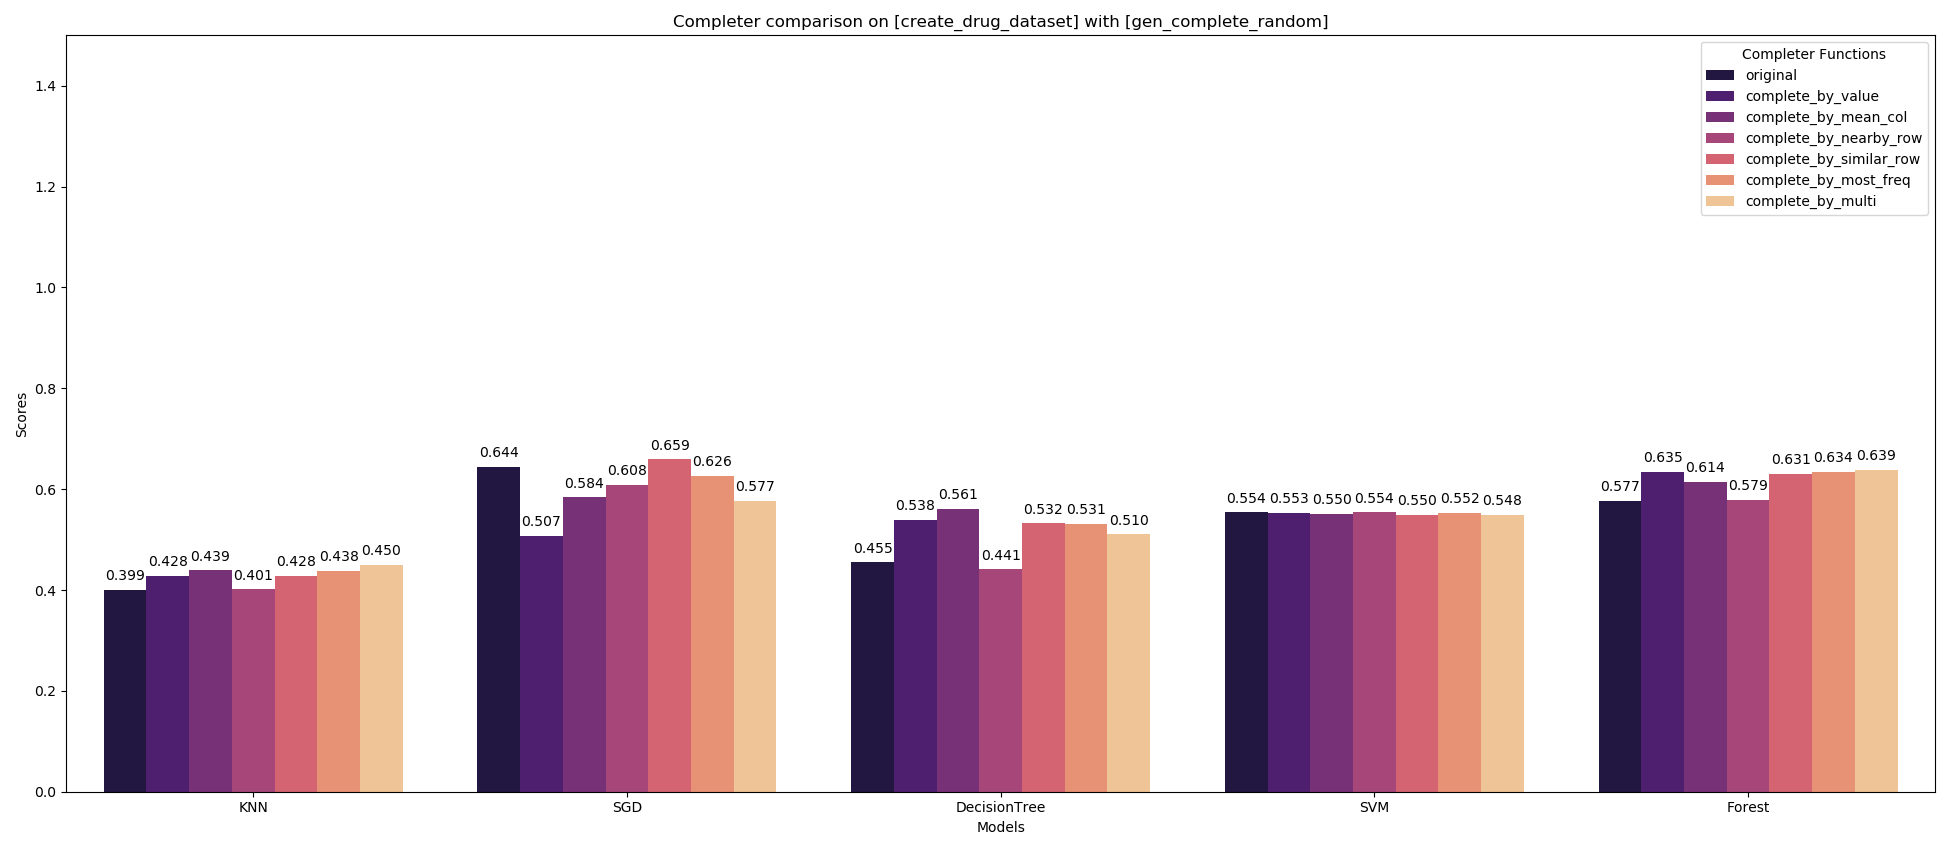 Completer comparison on [create_drug_dataset] with [gen_complete_random]
Completer Functions
original
complete_by_value
complete_by_mean_col
complete_by_nearby_row
complete_by_similar_row
complete_by_most_freq
complete_by_multi
Scores
1.4
1.2
1.0
0.8
0.6
0.4
0.2
0.0
0.399
0.428
0.439
0.401
0.428
0.438
0.450
0.644
0.507
0.584
0.608
0.659
0.626
0.577
0.455
0.538
0.561
0.441
0.532
0.531
0.510
0.554
0.553
0.550
0.554
0.550
0.552
0.548
0.577
0.635
0.614
0.579
0.631
0.634
0.639
KNN
SGD
DecisionTree
SVM
Forest
Models